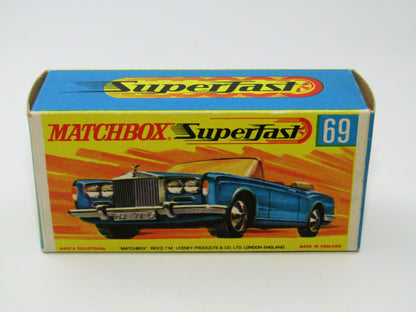 Superfast
MATCHBOX Superfast 69
MARCA REGISTRADA "MATCHBOX" REG'D T.M. LESNEY PRODUCTS & CO. LTD. LONDON ENGLAND MADE IN ENGLAND